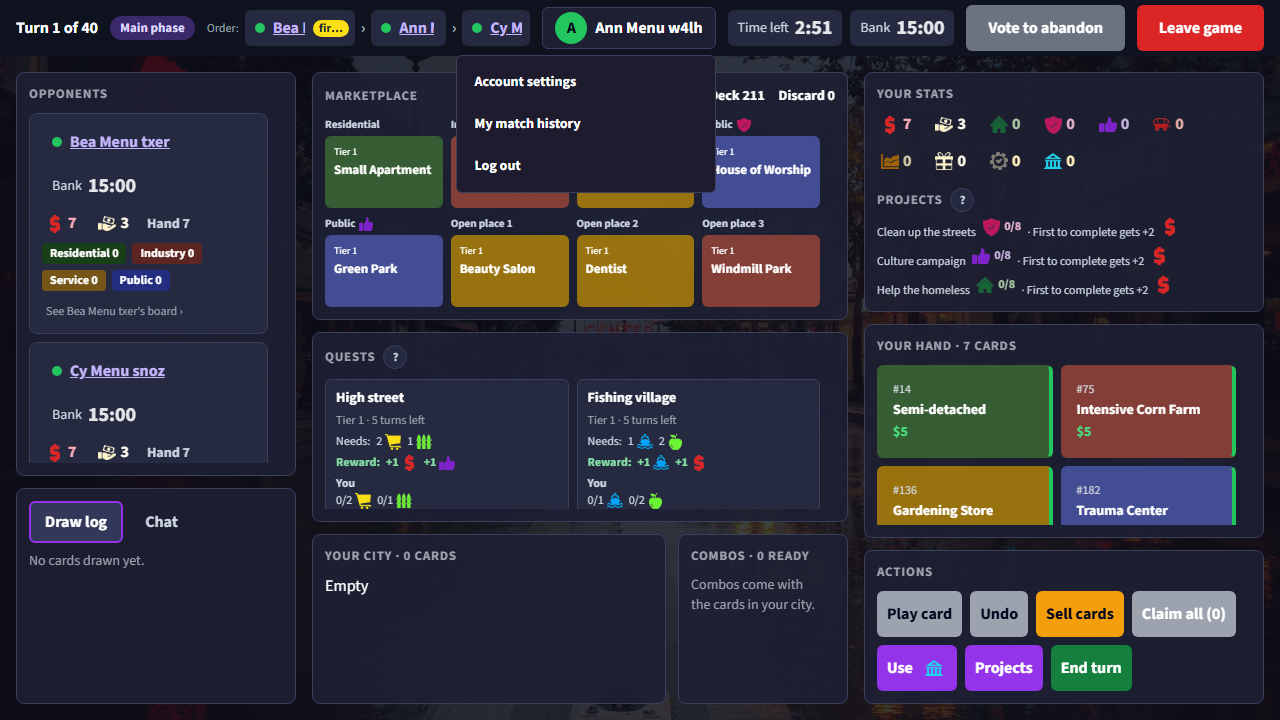 Turn 1 of 40
Main phase
Order:
Bea
fir...
›
Ann
›
Cy M
A
Ann Menu w4lh
Time left 2:51
Bank 15:00
Vote to abandon
Leave game
Account settings
My match history
Log out
OPPONENTS
Bea Menu txer
Bank 15:00
7 3 Hand 7
Residential 0 Industry 0
Service 0 Public 0
See Bea Menu txer's board ›
Cy Menu snoz
Bank 15:00
7 3 Hand 7
Draw log Chat
No cards drawn yet.
MARKETPLACE
Deck 211 Discard 0
Residential
Tier 1
Small Apartment
Tier 1
House of Worship
Public
Open place 1
Open place 2
Open place 3
Tier 1
Green Park
Tier 1
Beauty Salon
Tier 1
Dentist
Tier 1
Windmill Park
QUESTS ?
High street
Tier 1 · 5 turns left
Needs: 2 1
Reward: +1 +1
You
0/2 0/1
Fishing village
Tier 1 · 5 turns left
Needs: 1 2
Reward: +1 +1
You
0/1 0/2
YOUR CITY · 0 CARDS
Empty
COMBOS · 0 READY
Combos come with
the cards in your city.
YOUR STATS
7 3 0 0 0 0
0 0 0 0
PROJECTS ?
Clean up the streets 0/8 · First to complete gets +2
Culture campaign 0/8 · First to complete gets +2
Help the homeless 0/8 · First to complete gets +2
YOUR HAND · 7 CARDS
#14
Semi-detached
$5
#75
Intensive Corn Farm
$5
#136
Gardening Store
#182
Trauma Center
ACTIONS
Play card
Undo
Sell cards
Claim all (0)
Use
Projects
End turn